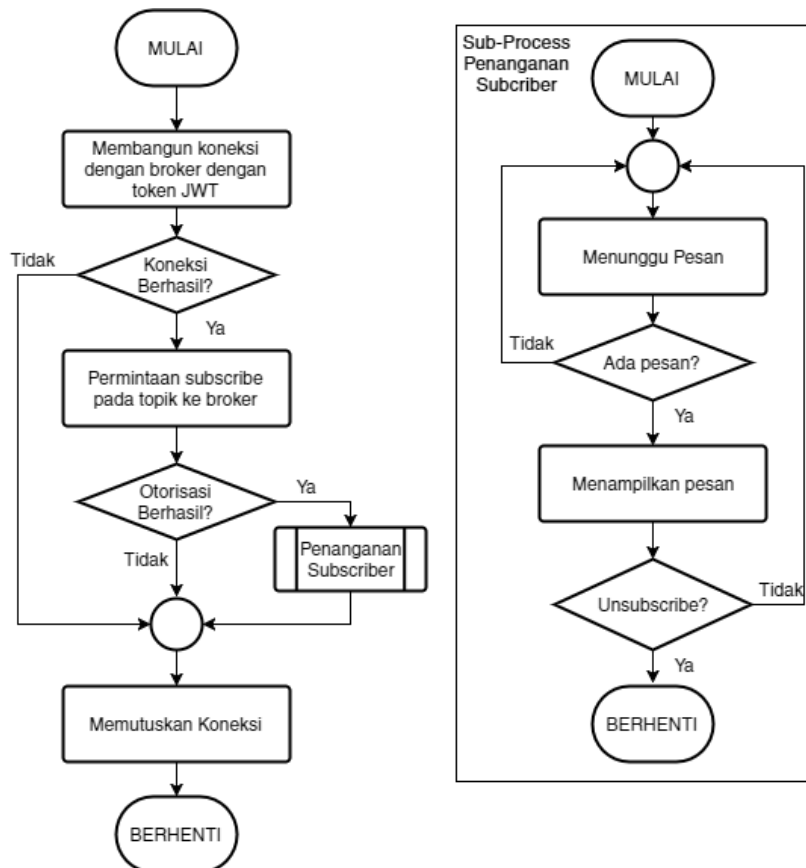 MULAI
Membangun koneksi
dengan broker dengan
token JWT
Tidak
Koneksi
Berhasil?
Ya
Permintaan subscribe
pada topik ke broker
Otorisasi
Berhasil?
Ya
Penanganan
Subscriber
Tidak
Memutuskan Koneksi
BERHENTI
Sub-Process
Penanganan
Subcriber
MULAI
Menunggu Pesan
Tidak
Ada pesan?
Ya
Menampilkan pesan
Unsubscribe?
Tidak
Ya
BERHENTI